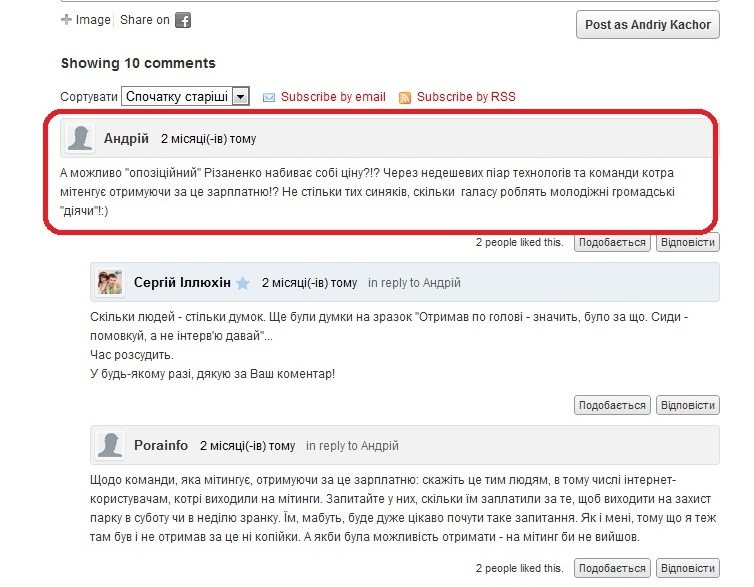 Image Share on
Post as Andriy Kachor
Showing 10 comments
Сортувати Спочатку старіші Subscribe by email Subscribe by RSS
Андрій 2 місяці(-ів) тому
А можливо "опозіційний" Різаненко набиває собі ціну?!? Через недешевих піар технологів та команди котра
мітенгує отримуючи за це зарплатню!? Не стільки тих синяків, скільки галасу роблять молодіжні громадські
"діячи"!:)
2 people liked this. Подобається Відповісти
Сергій Іллюхін 2 місяці(-ів) тому in reply to Андрій
Скільки людей - стільки думок. Ще були думки на зразок "Отримав по голові - значить, було за що. Сиди -
помовкуй, а не інтерв'ю давай"...
Час розсудить.
У будь-якому разі, дякую за Ваш коментар!
Подобається Відповісти
Porainfo 2 місяці(-ів) тому in reply to Андрій
Щодо команди, яка мітингує, отримуючи за це зарплатню: скажіть це тим людям, в тому числі інтернет-
користувачам, котрі виходили на мітинги. Запитайте у них, скільки їм заплатили за те, щоб виходити на захист
парку в суботу чи в неділю зранку. Їм, мабуть, буде дуже цікаво почути таке запитання. Як і мені, тому що я теж
там був і не отримав за це ні копійки. А якби була можливість отримати - на мітинг би не вийшов.
2 people liked this. Подобається Відповісти